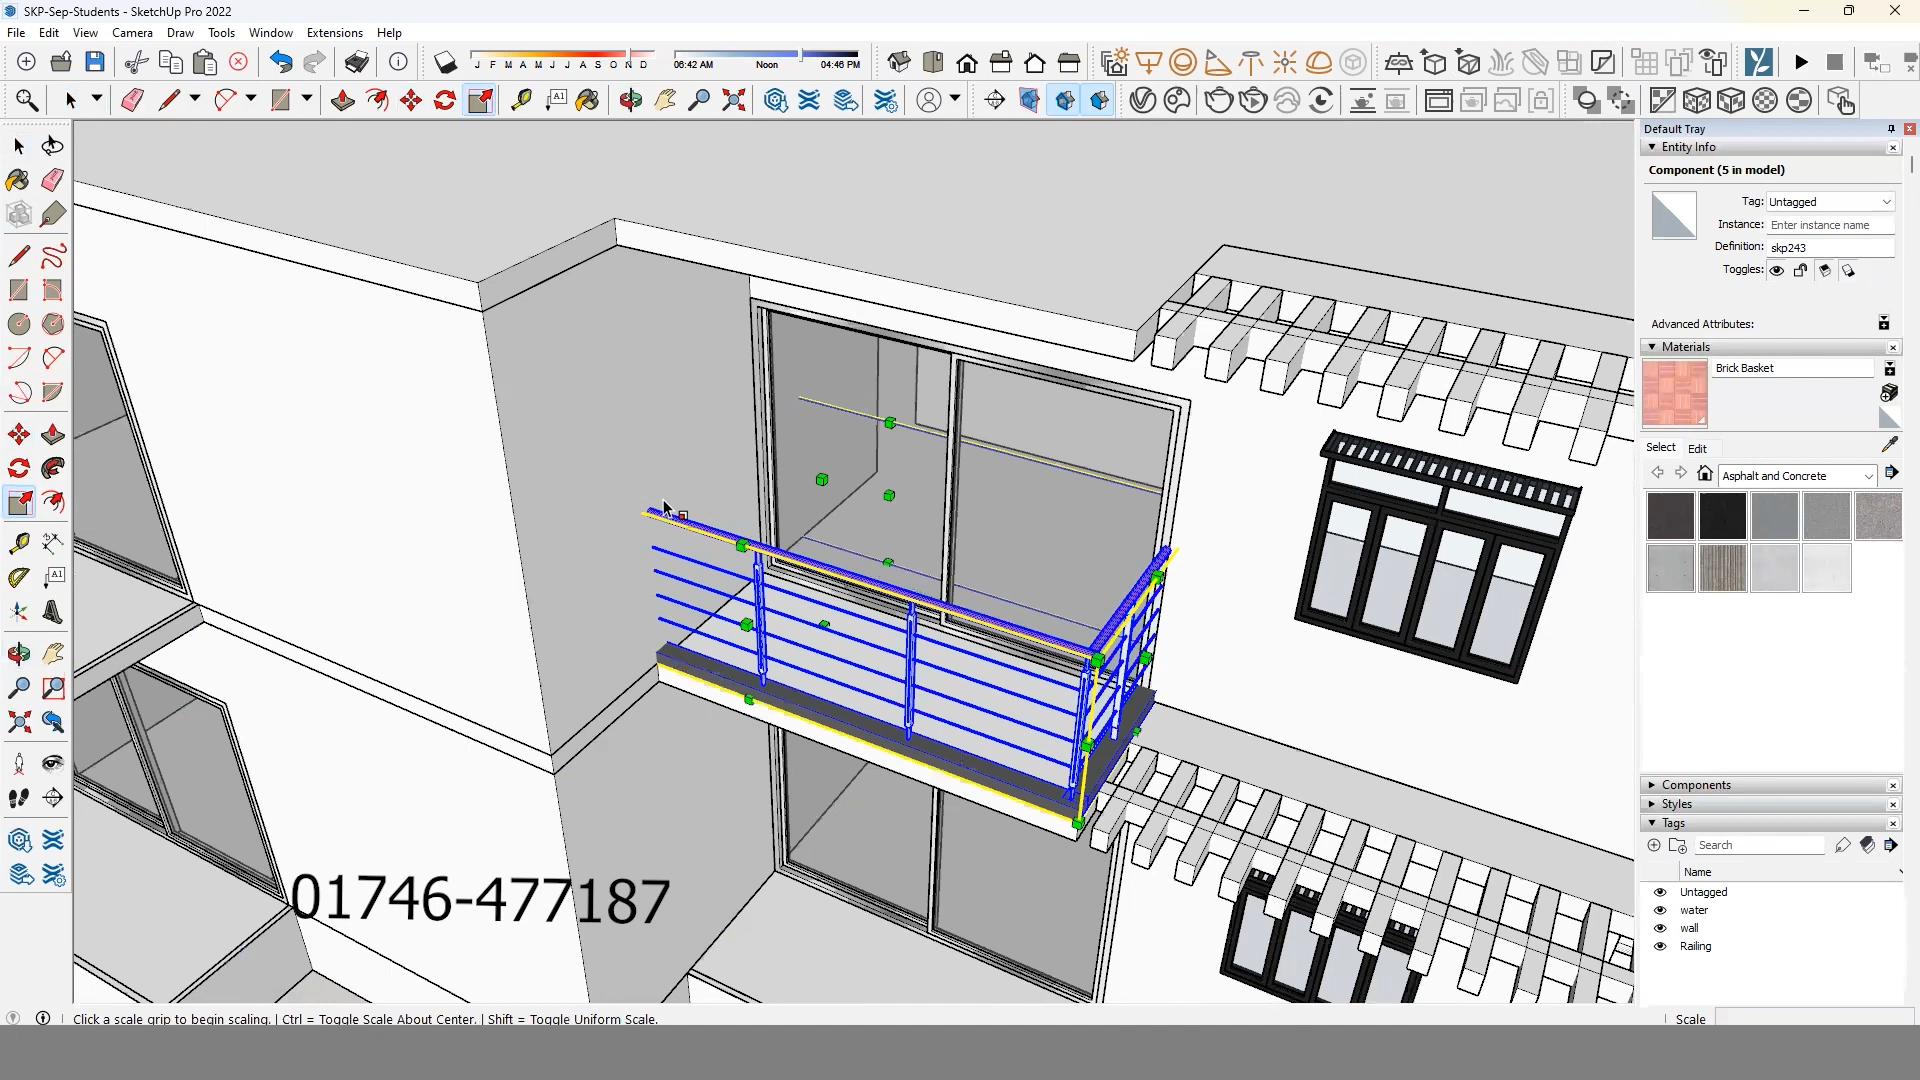 SKP-Sep-Students - SketchUp Pro 2022
File Edit View Camera Draw Tools Window Extensions Help
J F M A M J J A S O N D 06:42 AM Noon 04:46 PM
Default Tray
Entity Info
Component (5 in model)
Tag: Untagged
Instance: Enter instance name
Definition: skp243
Toggles:
Advanced Attributes:
Materials
Brick Basket
Select Edit
Asphalt and Concrete
Components
Styles
Tags
Search
Name
Untagged
water
wall
Railing
01746-477187
Click a scale grip to begin scaling. | Ctrl = Toggle Scale About Center. | Shift = Toggle Uniform Scale.
Scale